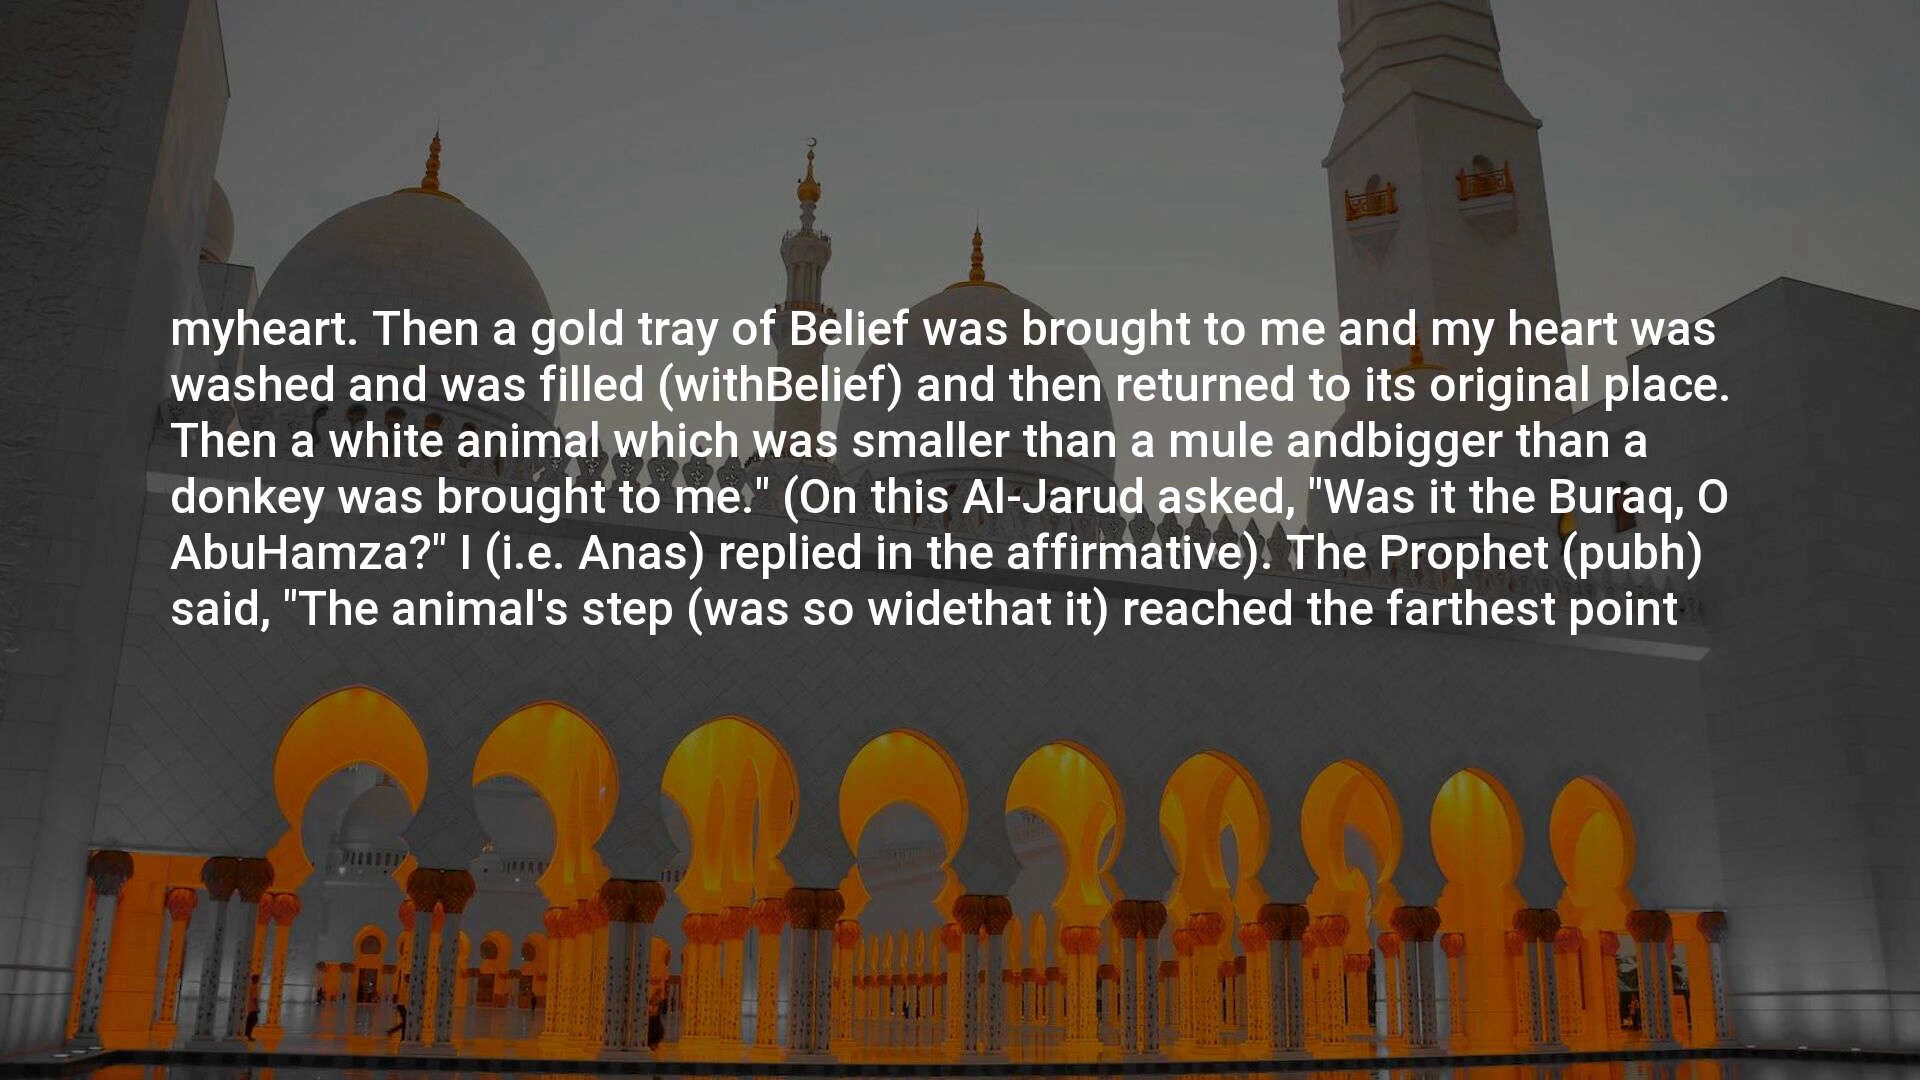 myheart. Then a gold tray of Belief was brought to me and my heart was
washed and was filled (withBelief) and then returned to its original place.
Then a white animal which was smaller than a mule andbigger than a
donkey was brought to me." (On this Al-Jarud asked, "Was it the Buraq, O
AbuHamza?" I (i.e. Anas) replied in the affirmative). The Prophet (pubh)
said, "The animal's step (was so widethat it) reached the farthest point